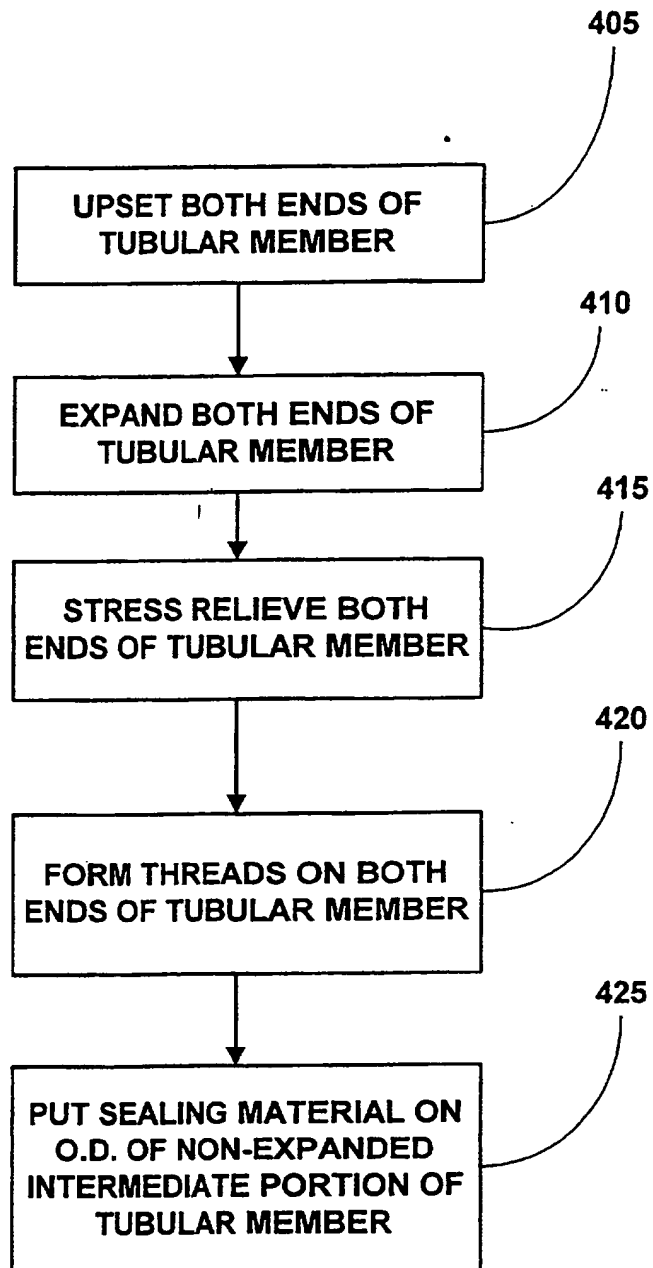 405
UPSET BOTH ENDS OF
TUBULAR MEMBER
410
EXPAND BOTH ENDS OF
TUBULAR MEMBER
415
STRESS RELIEVE BOTH
ENDS OF TUBULAR MEMBER
420
FORM THREADS ON BOTH
ENDS OF TUBULAR MEMBER
425
PUT SEALING MATERIAL ON
O.D. OF NON-EXPANDED
INTERMEDIATE PORTION OF
TUBULAR MEMBER